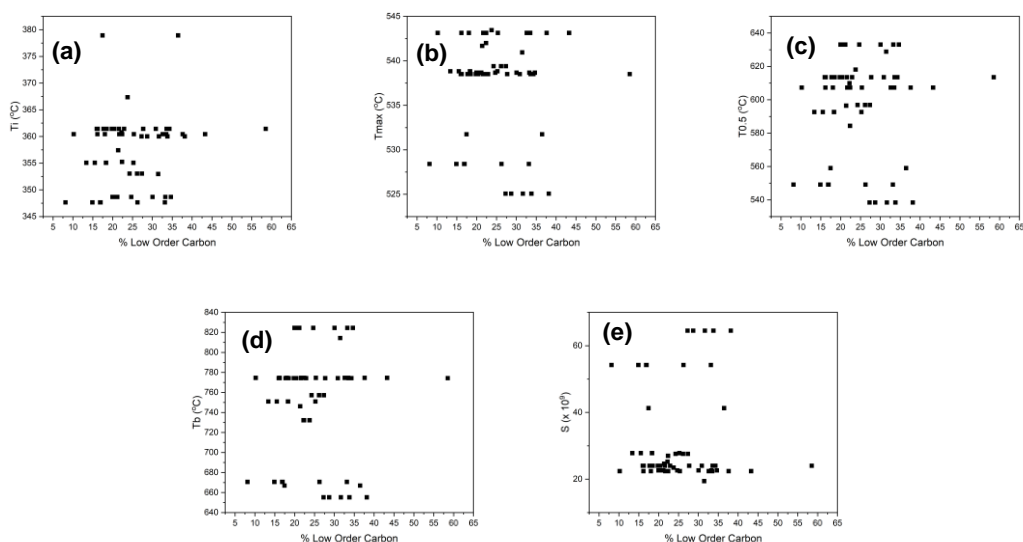 (a)
Ti (°C)
380
375
370
365
360
355
350
345
5 10 15 20 25 30 35 40 45 50 55 60 65
% Low Order Carbon
(b)
Tmax (°C)
545
540
535
530
525
5 10 15 20 25 30 35 40 45 50 55 60 65
% Low Order Carbon
(c)
T0.5 (°C)
640
620
600
580
560
540
5 10 15 20 25 30 35 40 45 50 55 60 65
% Low Order Carbon
(d)
Tb (°C)
840
820
800
780
760
740
720
700
680
660
640
5 10 15 20 25 30 35 40 45 50 55 60 65
% Low Order Carbon
(e)
S (x 10⁹)
60
40
20
5 10 15 20 25 30 35 40 45 50 55 60 65
% Low Order Carbon